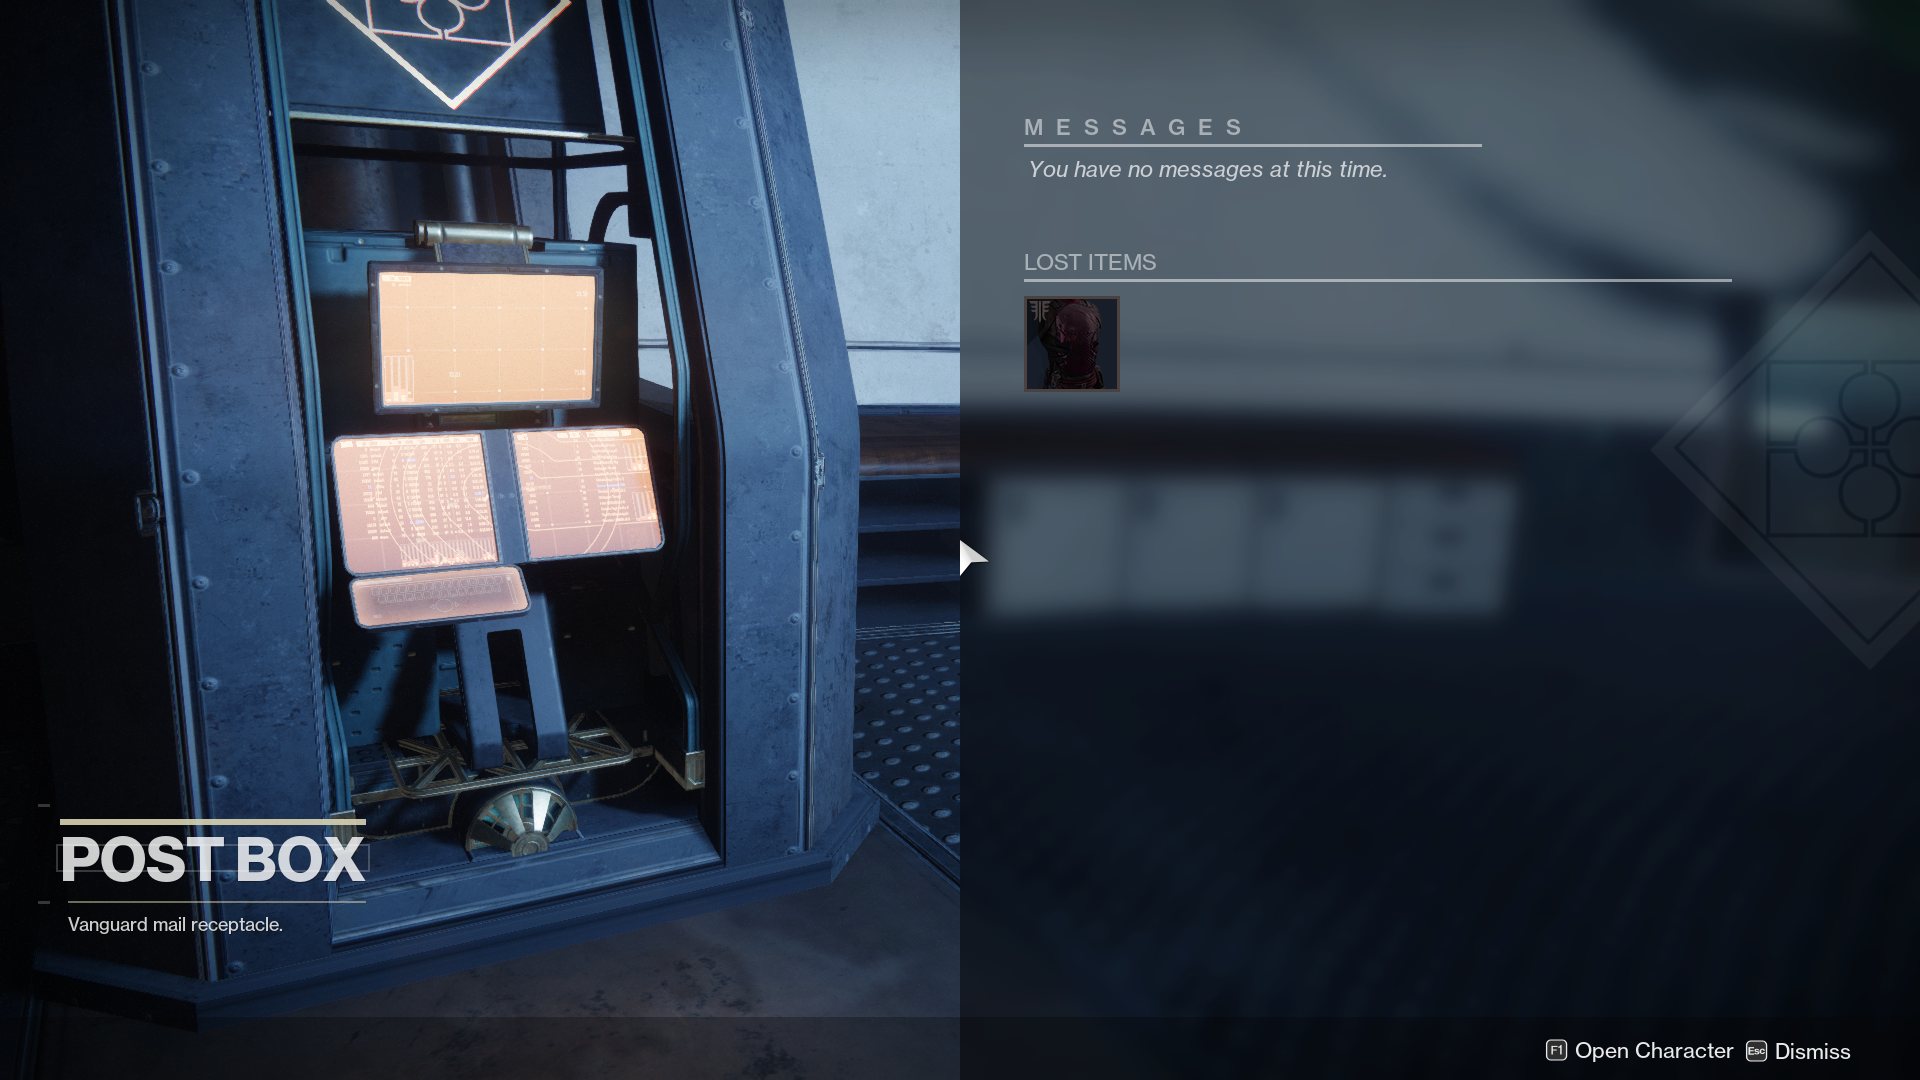 MESSAGES
You have no messages at this time.
LOST ITEMS
POST BOX
Vanguard mail receptacle.
F1 Open Character Esc Dismiss